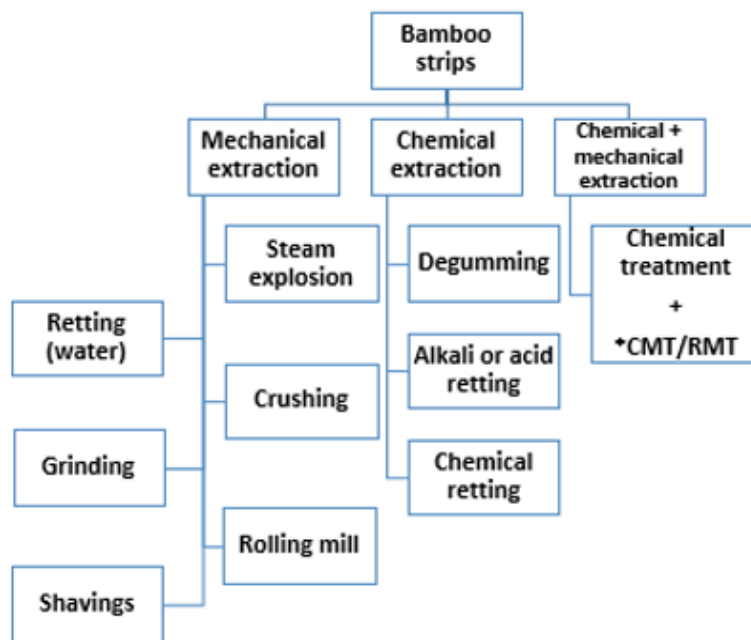 Bamboo
strips
Mechanical
extraction
Chemical
extraction
Chemical +
mechanical
extraction
Steam
explosion
Degumming
Chemical
treatment
+
*CMT/RMT
Retting
(water)
Crushing
Alkali or acid
retting
Grinding
Chemical
retting
Rolling mill
Shavings